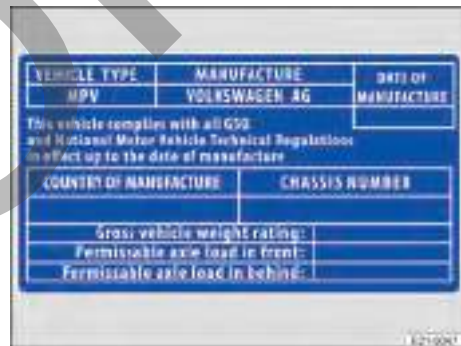 VEHICLE TYPE MANUFACTURE DATE OF
MPV VOLKSWAGEN AG MANUFACTURE
This vehicle complies with all GSO
and National Motor Vehicle Technical Regulations
in effect up to the date of manufacture
COUNTRY OF MANUFACTURE CHASSIS NUMBER
Gross vehicle weight rating:
Permissable axle load in front:
Permissable axle load in behind: